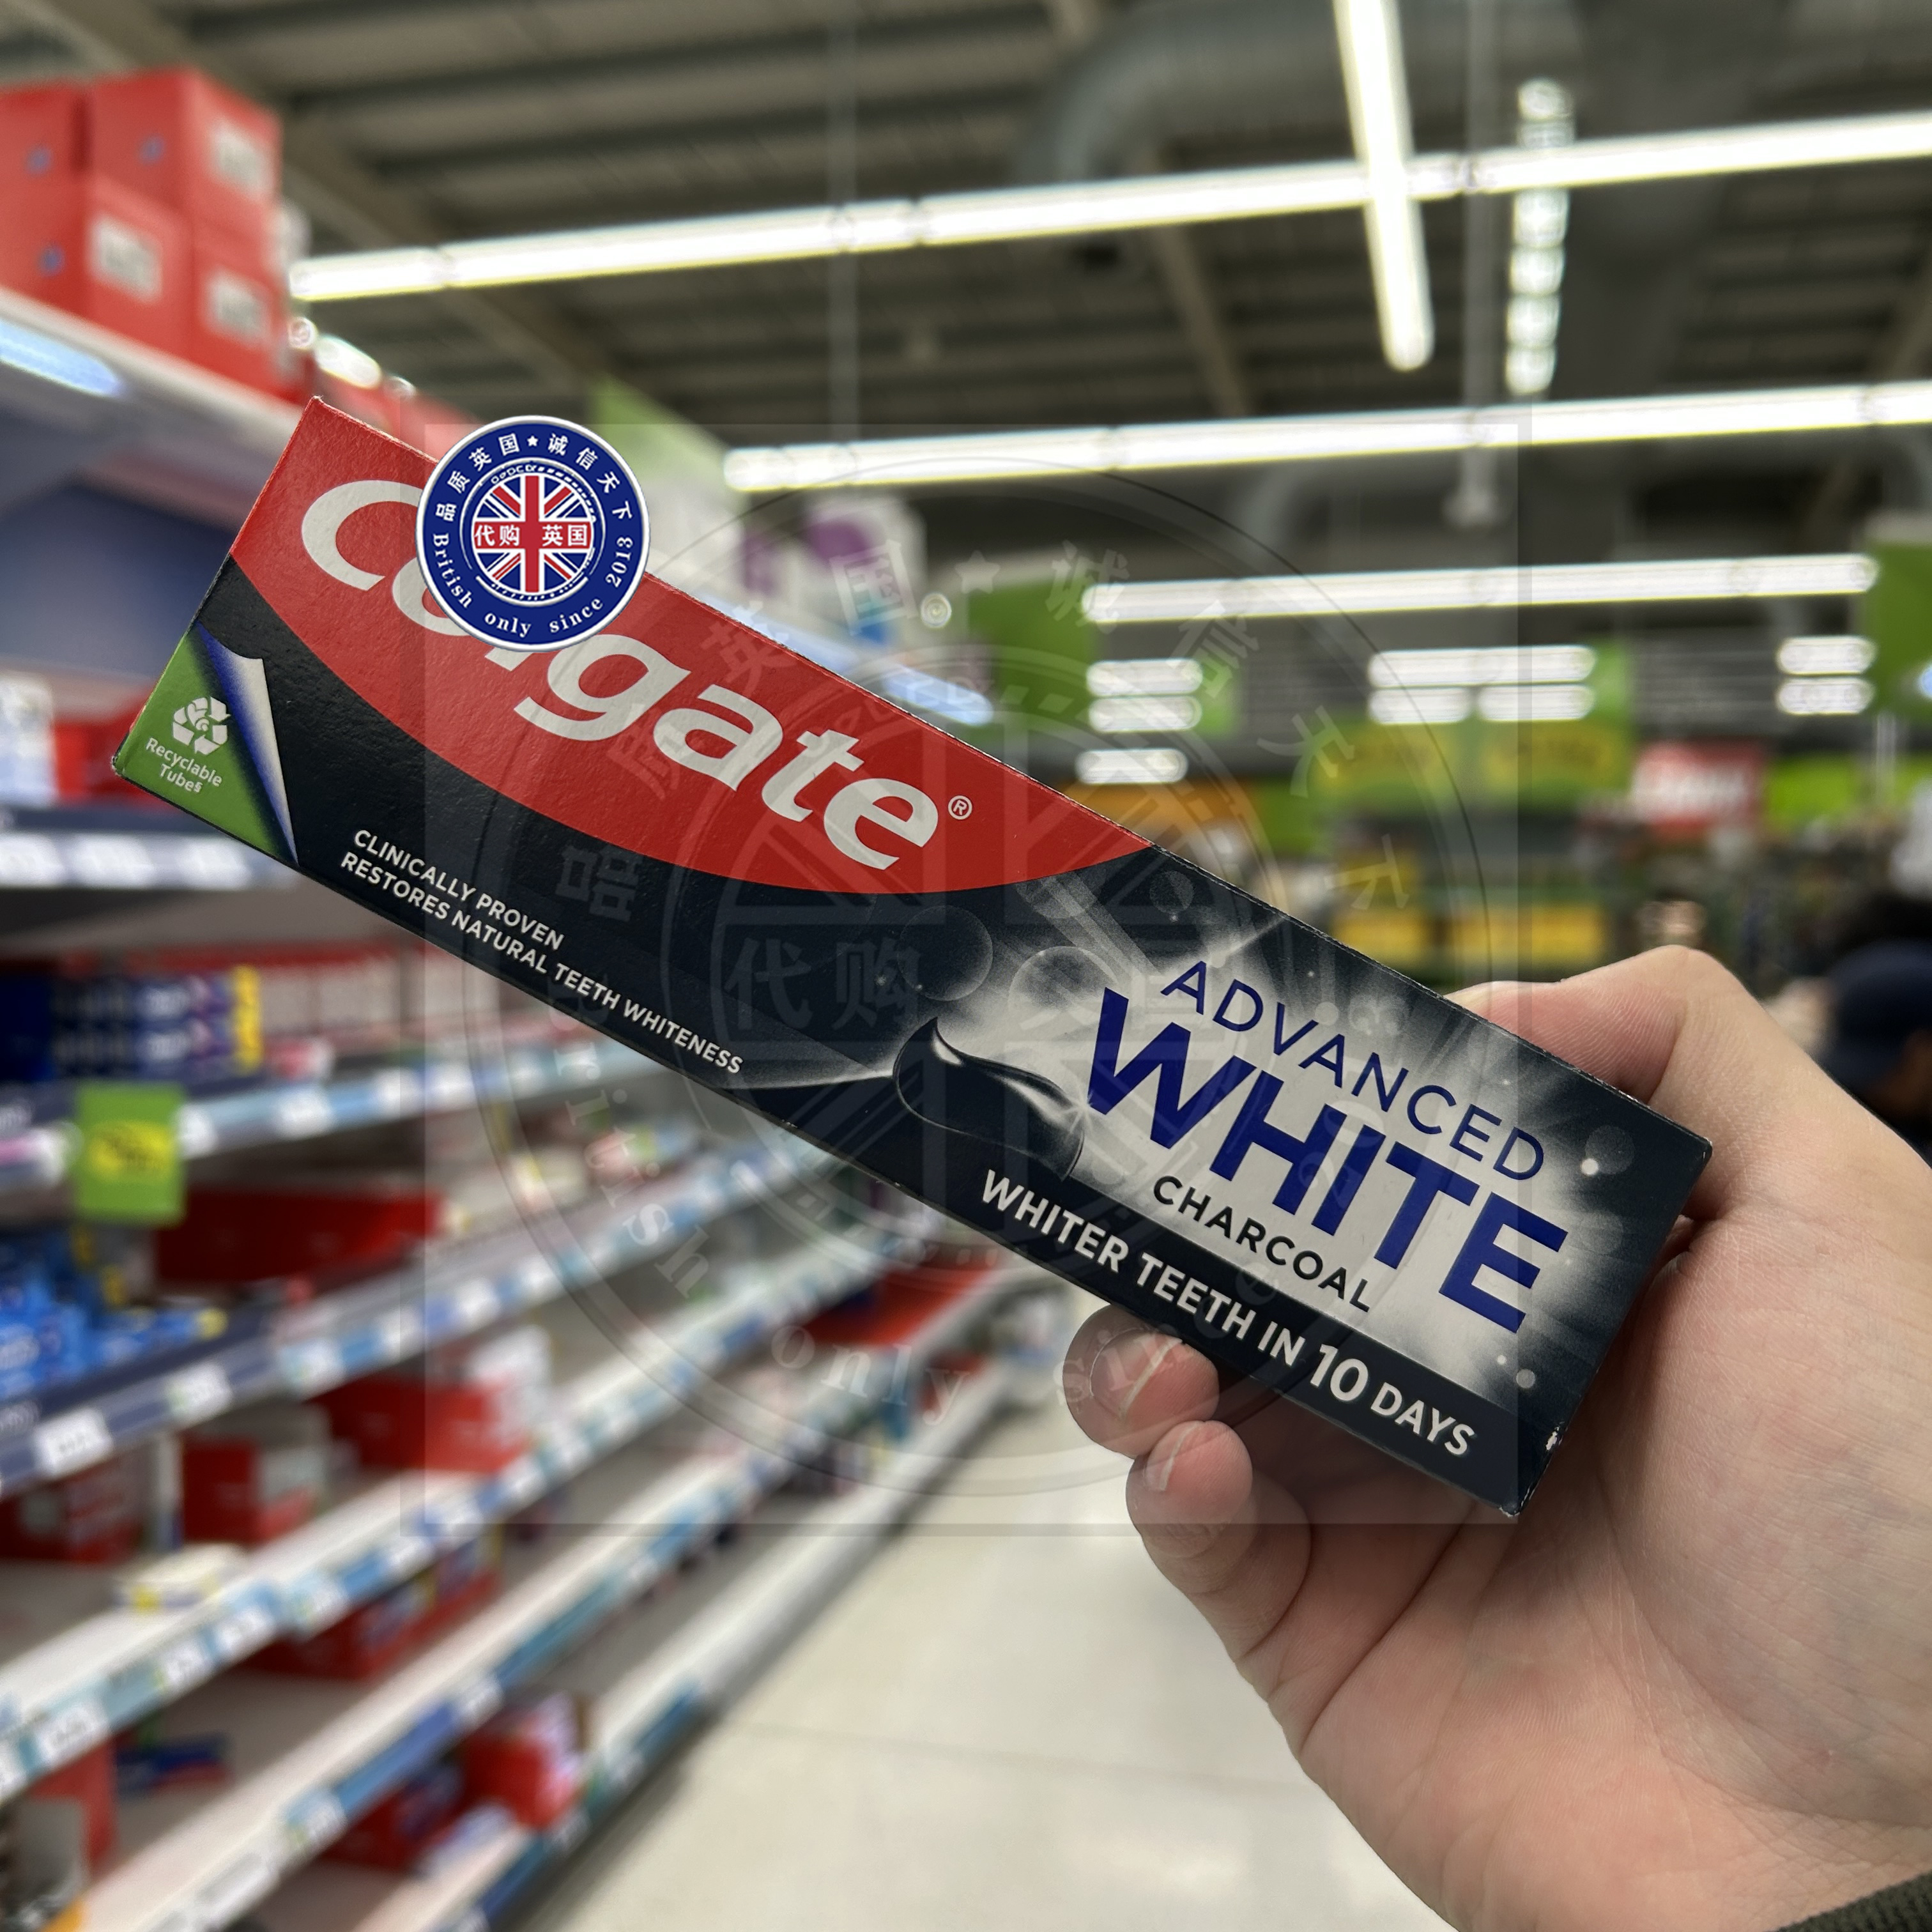 品质英国★诚信天下
代购 英国
British only since 2013
Colgate®
Recyclable
Tubes
CLINICALLY PROVEN
RESTORES NATURAL TEETH WHITENESS
ADVANCED
WHITE
CHARCOAL
WHITER TEETH IN 10 DAYS